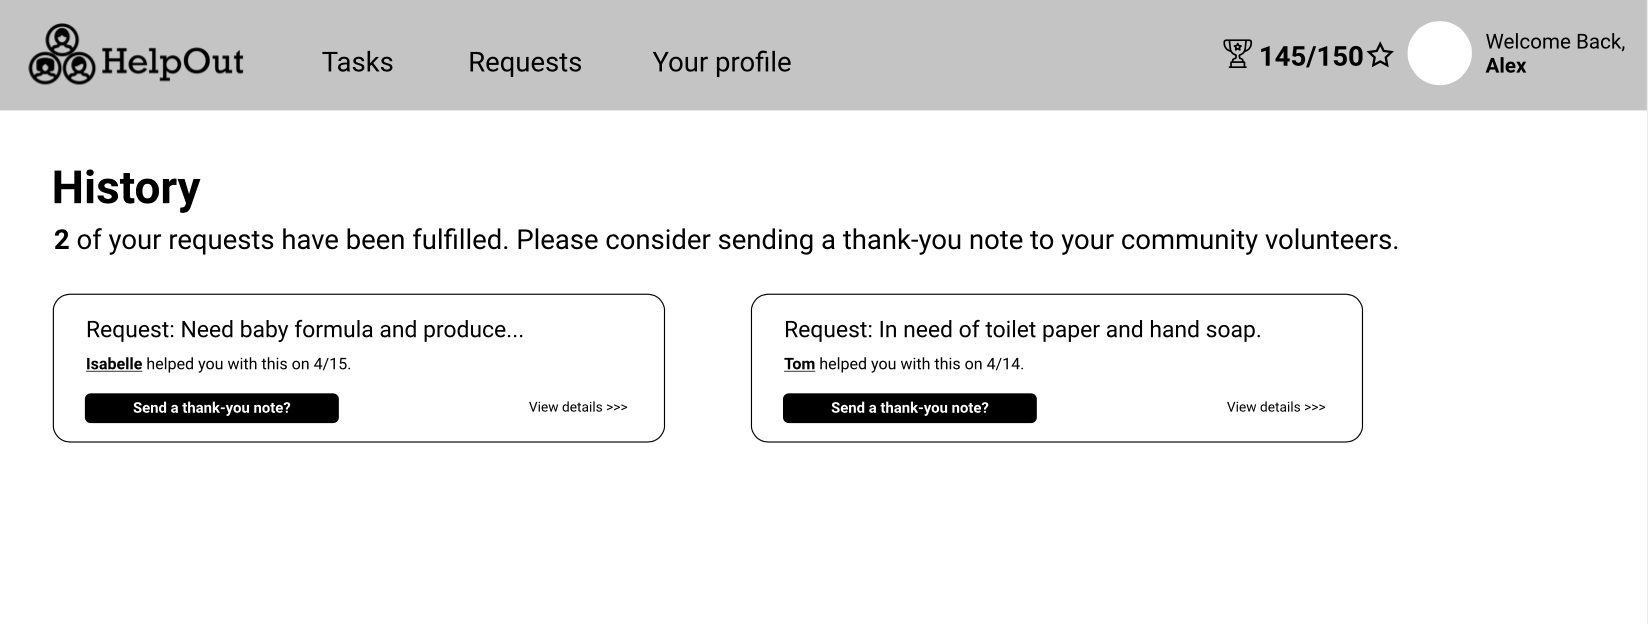 HelpOut
Tasks
Requests
Your profile
145/150
Welcome Back,
Alex
History
2 of your requests have been fulfilled. Please consider sending a thank-you note to your community volunteers.
Request: Need baby formula and produce...
Isabelle helped you with this on 4/15.
Send a thank-you note?
View details >>>
Request: In need of toilet paper and hand soap.
Tom helped you with this on 4/14.
Send a thank-you note?
View details >>>